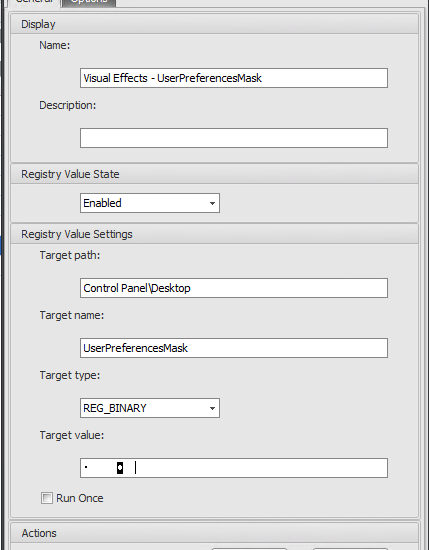 General Options
Display
Name:
Visual Effects - UserPreferencesMask
Description:
Registry Value State
Enabled
Registry Value Settings
Target path:
Control Panel\Desktop
Target name:
UserPreferencesMask
Target type:
REG_BINARY
Target value:
Run Once
Actions